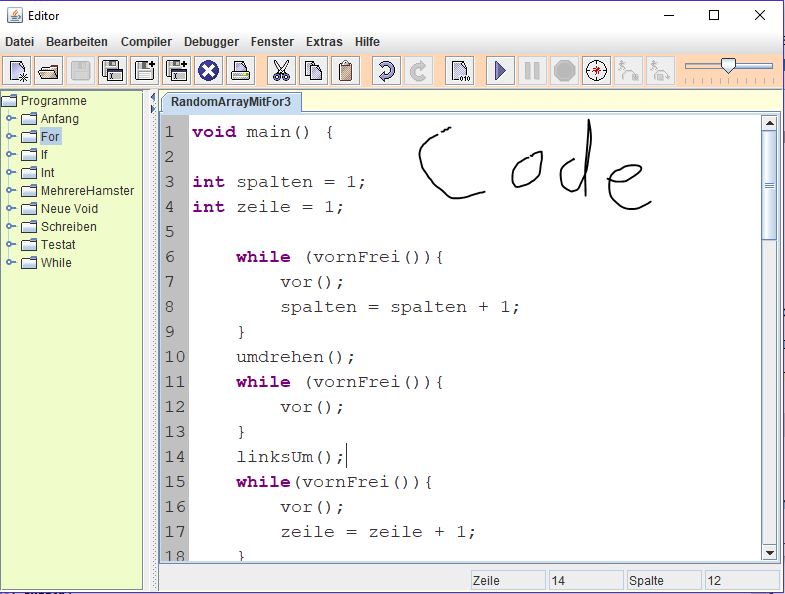 Editor
Datei Bearbeiten Compiler Debugger Fenster Extras Hilfe
010
Programme
Anfang
For
If
Int
MehrereHamster
Neue Void
Schreiben
Testat
While
RandomArrayMitFor3
Code
1 void main() {
2
3 int spalten = 1;
4 int zeile = 1;
5
6 while (vornFrei()){
7 vor();
8 spalten = spalten + 1;
9 }
10 umdrehen();
11 while (vornFrei()){
12 vor();
13 }
14 linksUm();
15 while(vornFrei()){
16 vor();
17 zeile = zeile + 1;
18 }
Zeile 14 Spalte 12